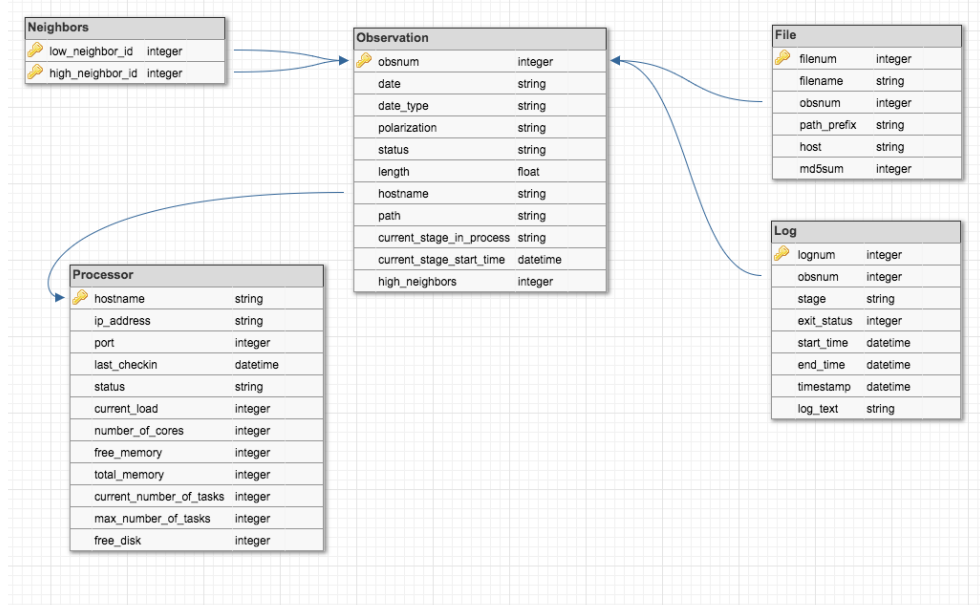 Neighbors
low_neighbor_id integer
high_neighbor_id integer
Observation
obsnum integer
date string
date_type string
polarization string
status string
length float
hostname string
path string
current_stage_in_process string
current_stage_start_time datetime
high_neighbors integer
File
filenum integer
filename string
obsnum integer
path_prefix string
host string
md5sum integer
Processor
hostname string
ip_address string
port integer
last_checkin datetime
status string
current_load integer
number_of_cores integer
free_memory integer
total_memory integer
current_number_of_tasks integer
max_number_of_tasks integer
free_disk integer
Log
lognum integer
obsnum integer
stage string
exit_status integer
start_time datetime
end_time datetime
timestamp datetime
log_text string